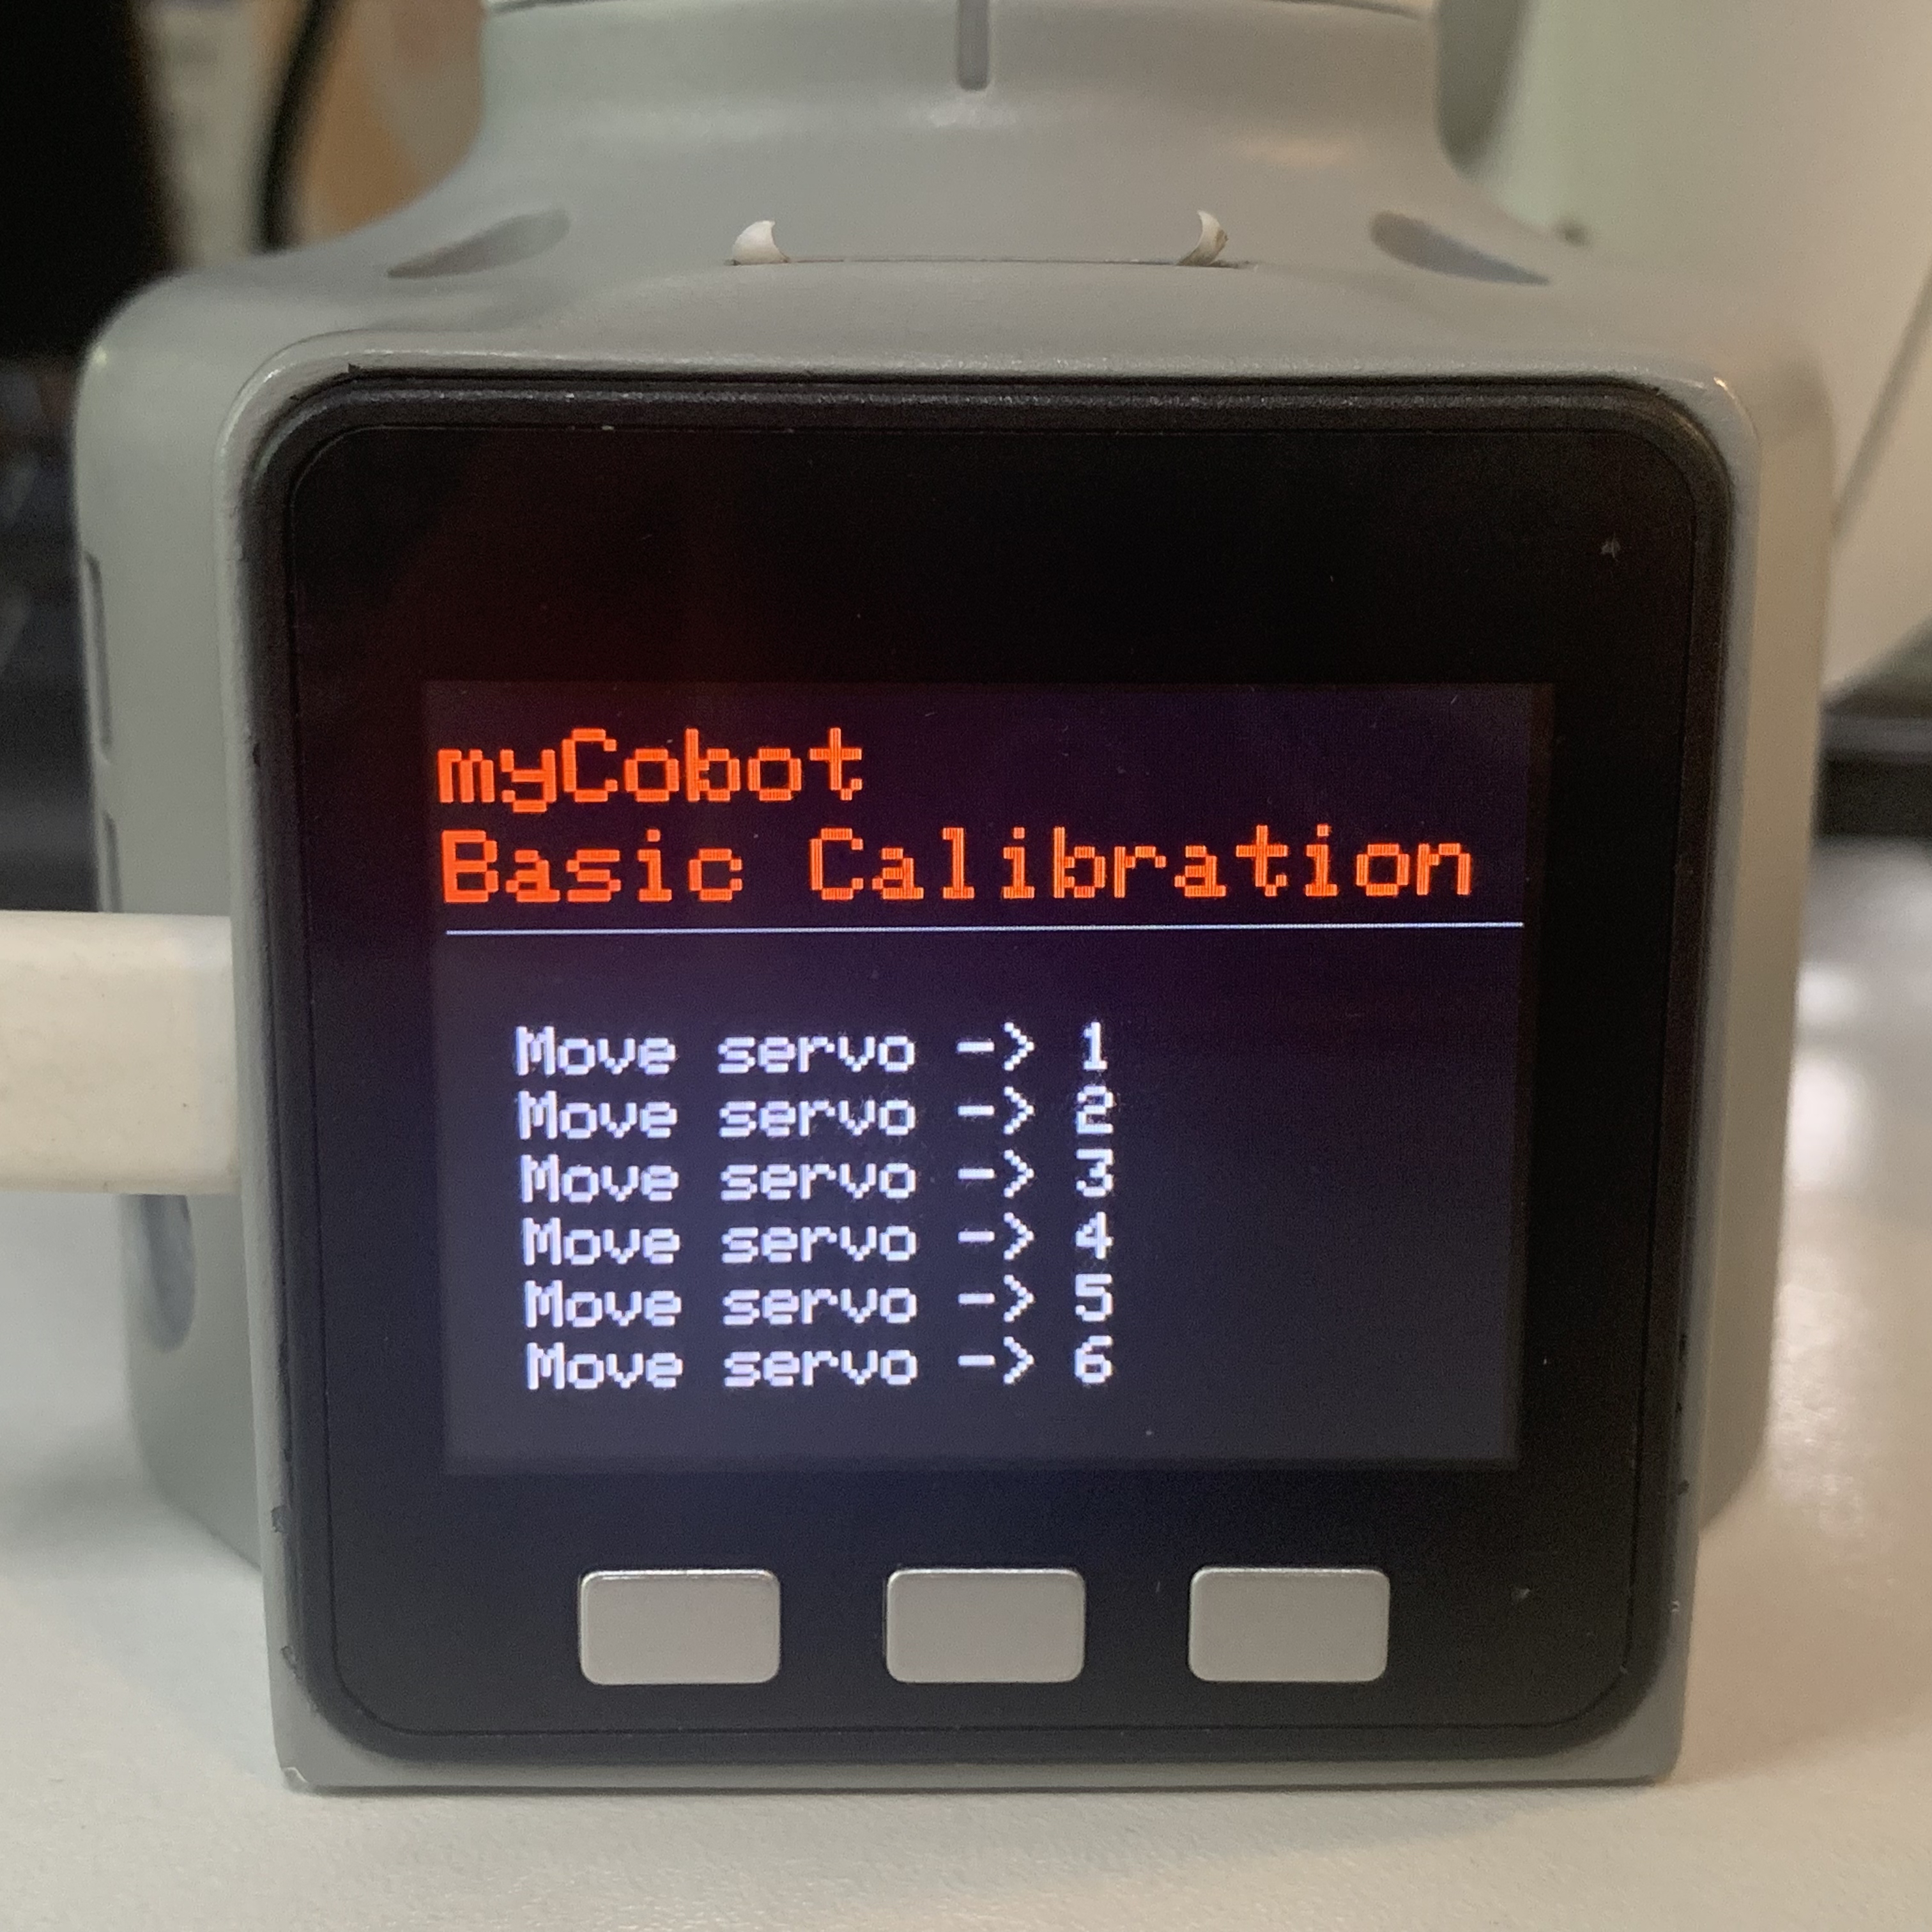 myCobot
Basic Calibration
Move servo -> 1
Move servo -> 2
Move servo -> 3
Move servo -> 4
Move servo -> 5
Move servo -> 6